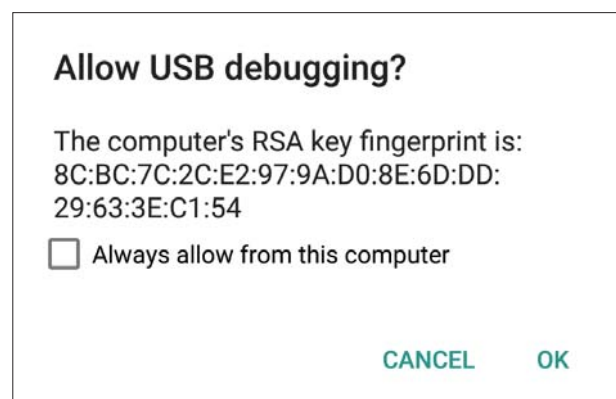 Allow USB debugging?
The computer's RSA key fingerprint is:
8C:BC:7C:2C:E2:97:9A:D0:8E:6D:DD:
29:63:3E:C1:54
Always allow from this computer
CANCEL OK